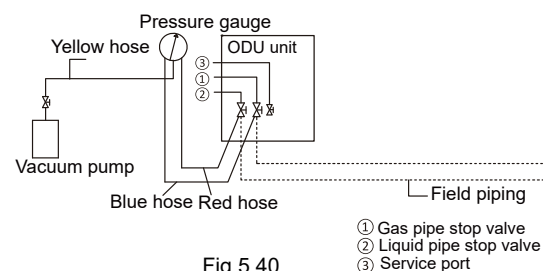 Pressure gauge
Yellow hose
ODU unit
③
①
②
Vacuum pump
Blue hose
Red hose
Field piping
① Gas pipe stop valve
② Liquid pipe stop valve
③ Service port
Fig.5.40